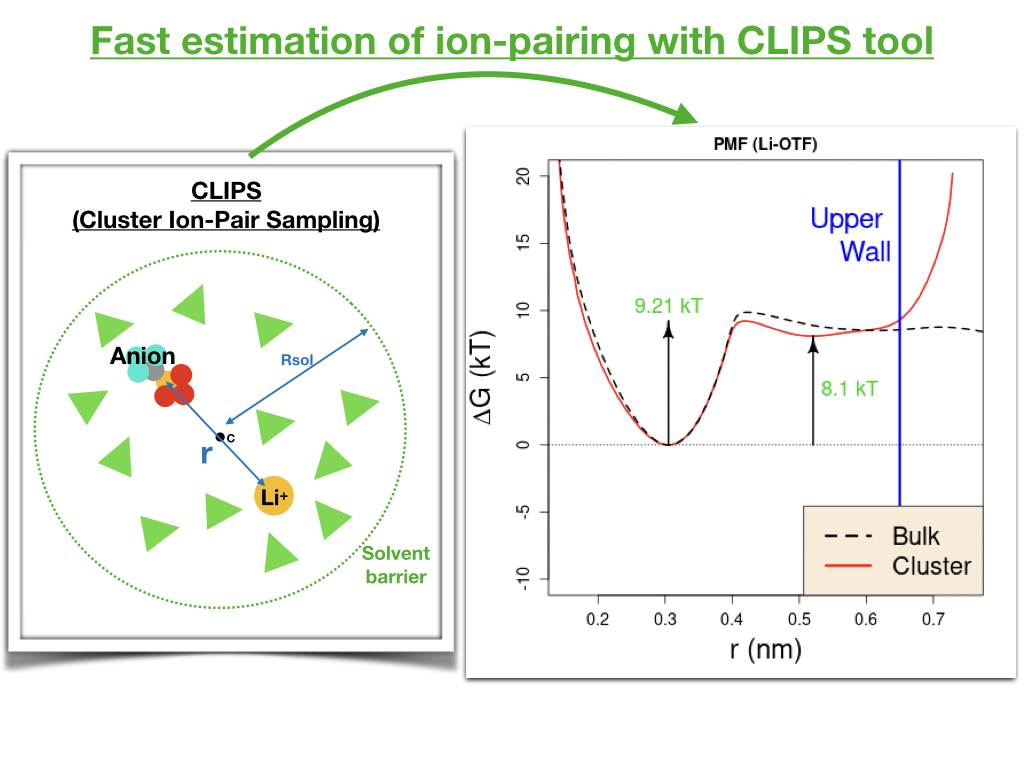 Fast estimation of ion-pairing with CLIPS tool
CLIPS
(Cluster Ion-Pair Sampling)
Anion
Rsol
c
r
Li+
Solvent
barrier
PMF (Li-OTF)
Upper
Wall
9.21 kT
8.1 kT
ΔG (kT)
20
15
10
5
0
-5
-10
Bulk
Cluster
0.2 0.3 0.4 0.5 0.6 0.7
r (nm)